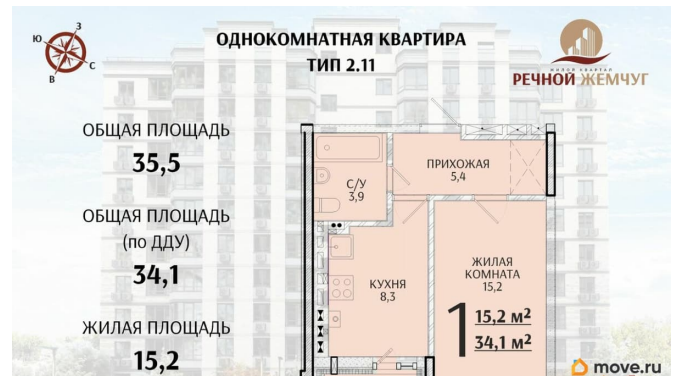 ОДНОКОМНАТНАЯ КВАРТИРА
ТИП 2.11
З
Ю
С
В
ЖИЛОЙ КВАРТАЛ
РЕЧНОЙ ЖЕМЧУГ
ОБЩАЯ ПЛОЩАДЬ
35,5
ОБЩАЯ ПЛОЩАДЬ
(по ДДУ)
34,1
ЖИЛАЯ ПЛОЩАДЬ
15,2
ПРИХОЖАЯ
5,4
С/У
3,9
КУХНЯ
8,3
ЖИЛАЯ
КОМНАТА
15,2
1
15,2 м²
34,1 м²
move.ru